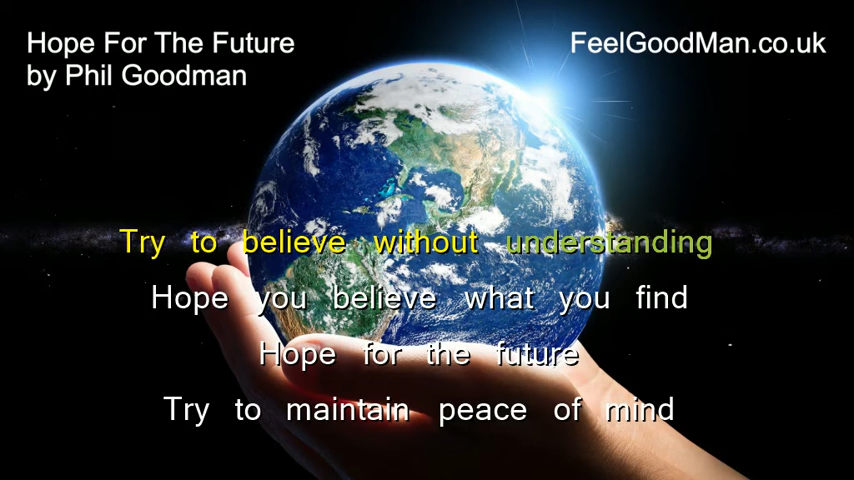 Hope For The Future
by Phil Goodman
FeelGoodMan.co.uk
Try to believe without understanding
Hope you believe what you find
Hope for the future
Try to maintain peace of mind